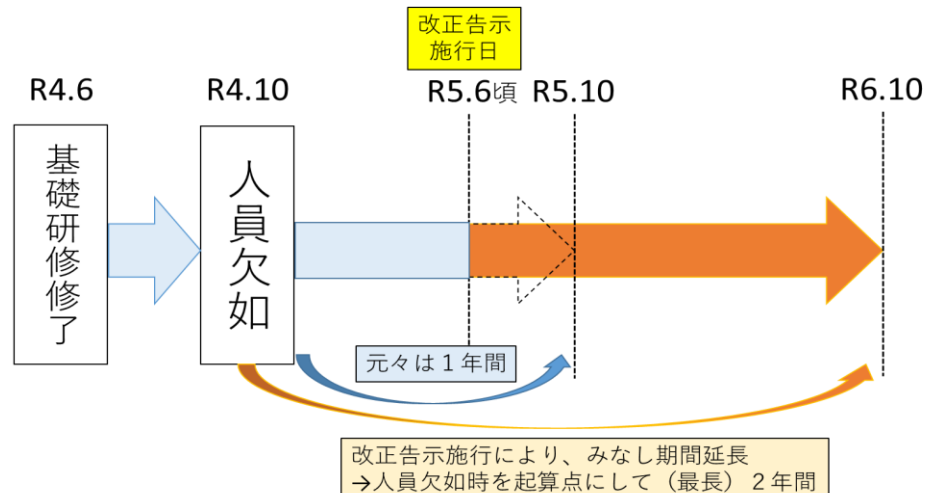 改正告示
施行日
R4.6
R4.10
R5.6頃
R5.10
R6.10
基礎研修修了
人員欠如
元々は１年間
改正告示施行により、みなし期間延長
→人員欠如時を起算点にして（最長）２年間